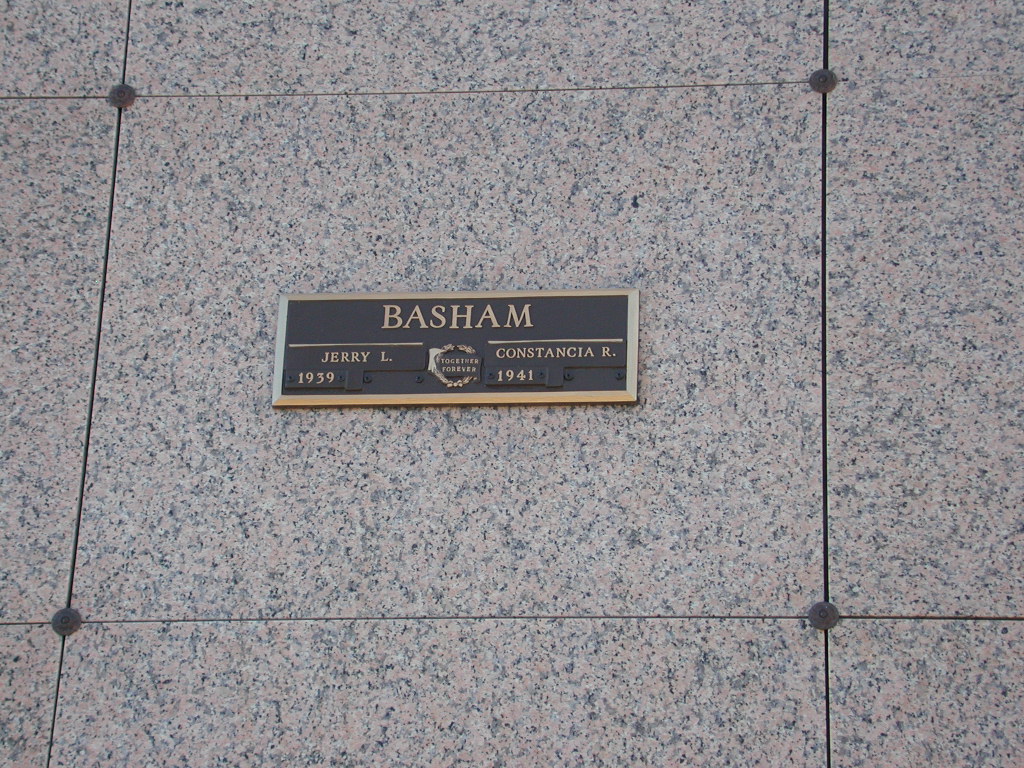 BASHAM
JERRY L.
1939
TOGETHER
FOREVER
CONSTANCIA R.
1941